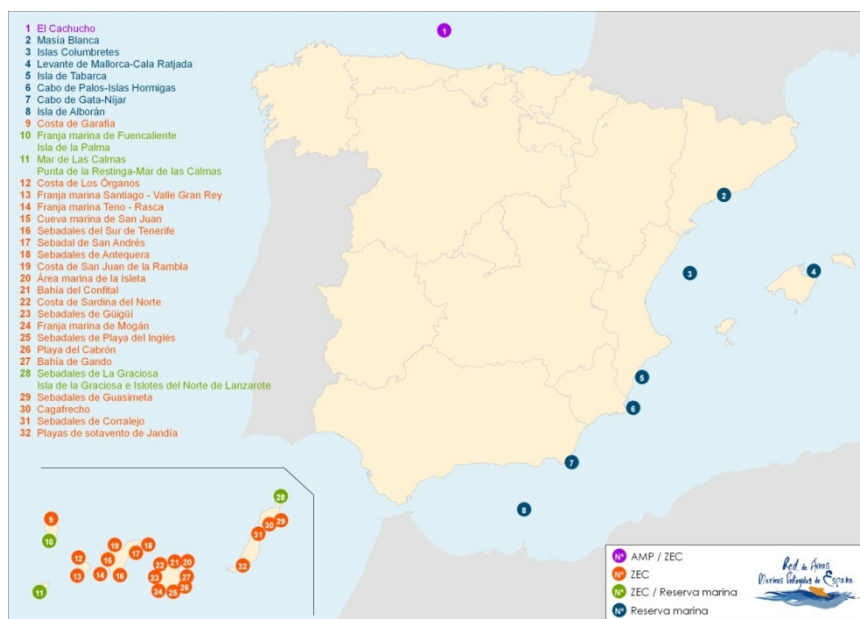 1 El Cachucho
2 Masía Blanca
3 Islas Columbretes
4 Levante de Mallorca-Cala Ratjada
5 Isla de Tabarca
6 Cabo de Palos-Islas Hormigas
7 Cabo de Gata-Níjar
8 Isla de Alborán
9 Costa de Garafía
10 Franja marina de Fuencaliente
Isla de la Palma
11 Mar de Las Calmas
Punta de la Restinga-Mar de las Calmas
12 Costa de Los Órganos
13 Franja marina Santiago - Valle Gran Rey
14 Franja marina Teno - Rasca
15 Cueva marina de San Juan
16 Sebadales del Sur de Tenerife
17 Sebadal de San Andrés
18 Sebadales de Antequera
19 Costa de San Juan de la Rambla
20 Área marina de la Isleta
21 Bahía del Confital
22 Costa de Sardina del Norte
23 Sebadales de Güigüí
24 Franja marina de Mogán
25 Sebadales de Playa del Inglés
26 Playa del Cabrón
27 Bahía de Gando
28 Sebadales de La Graciosa
Isla de la Graciosa e Islotes del Norte de Lanzarote
29 Sebadales de Guasimeta
30 Cagafrecho
31 Sebadales de Corralejo
32 Playas de sotavento de Jandía
1
2
3
4
5
6
7
8
28
9
30 29
31
10
19 18
17
12 15
22 21 20
32
13 14 16
23 27
26
24 25
11
Nº AMP / ZEC
Nº ZEC
Nº ZEC / Reserva marina
Nº Reserva marina
Red de Áreas
Marinas Protegidas de España